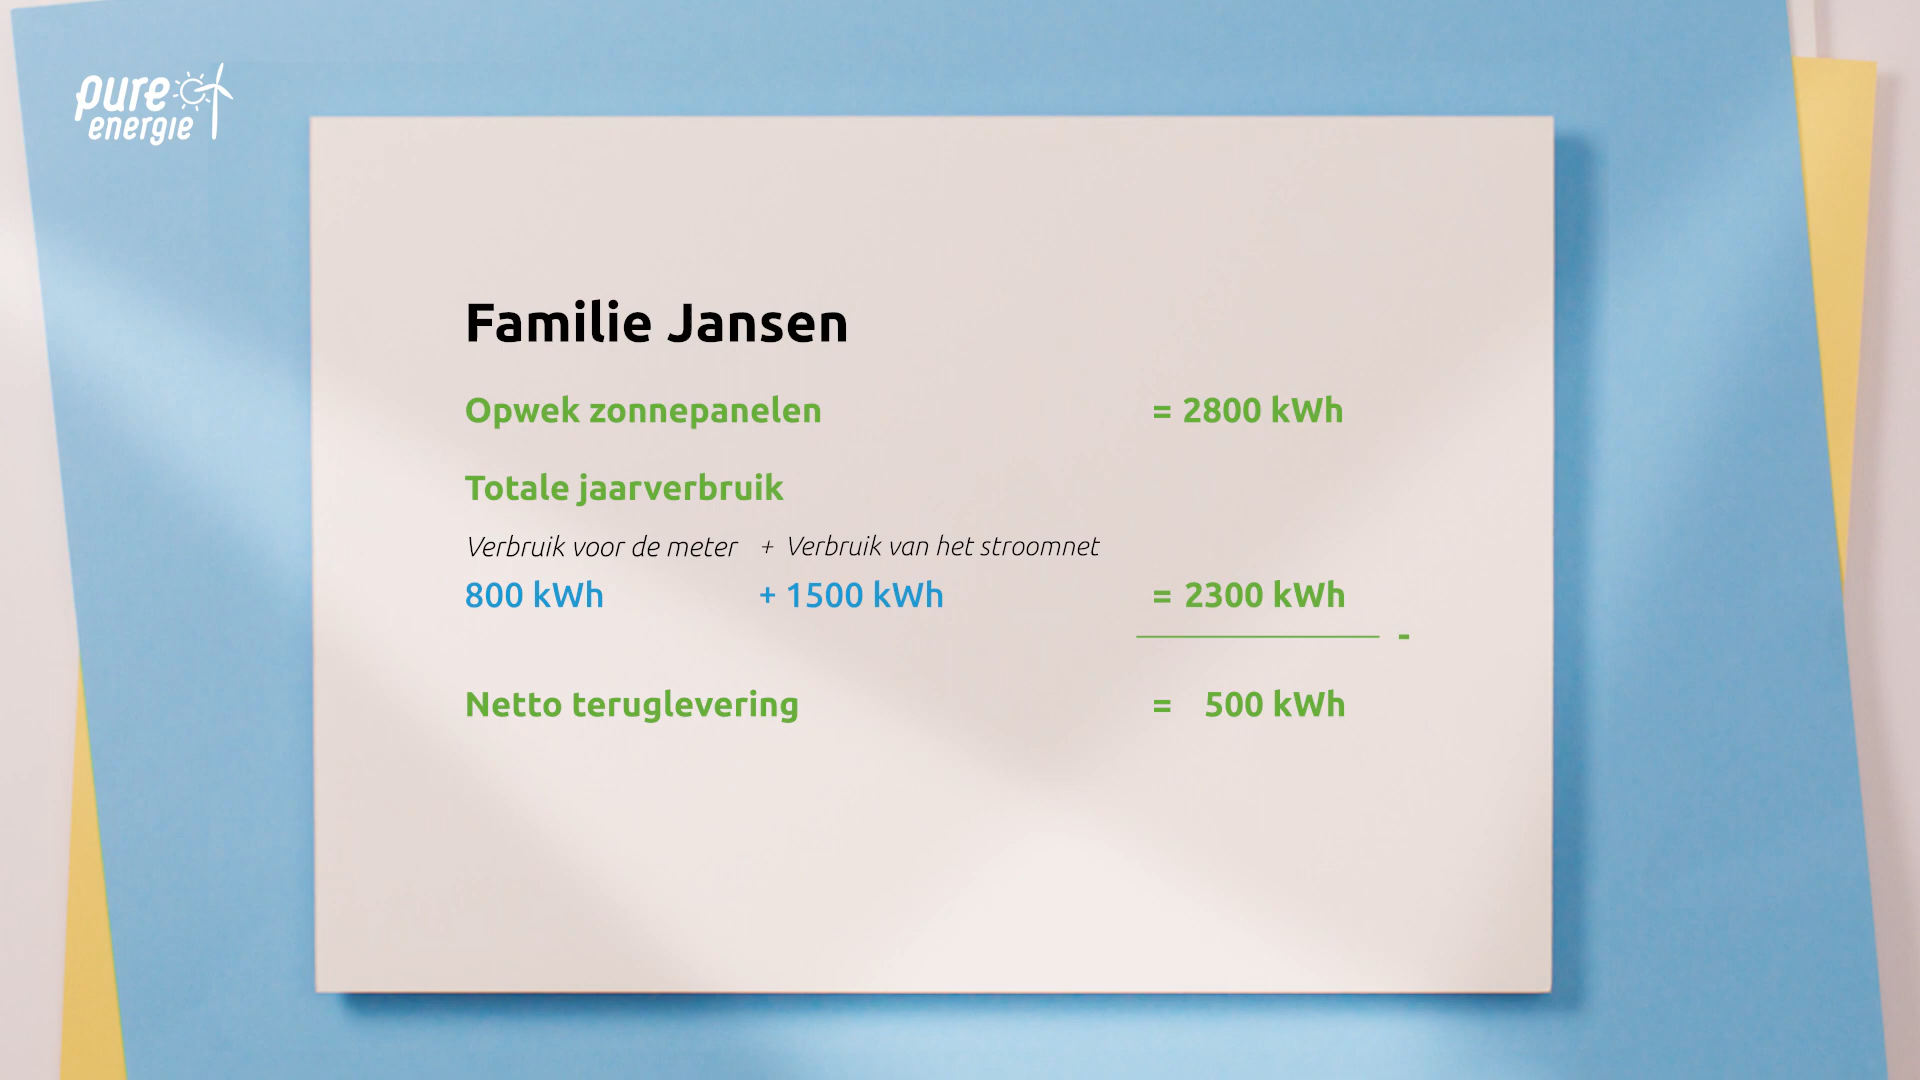 pure
energie
Familie Jansen
Opwek zonnepanelen = 2800 kWh
Totale jaarverbruik
Verbruik voor de meter + Verbruik van het stroomnet
800 kWh + 1500 kWh = 2300 kWh
-
Netto teruglevering = 500 kWh